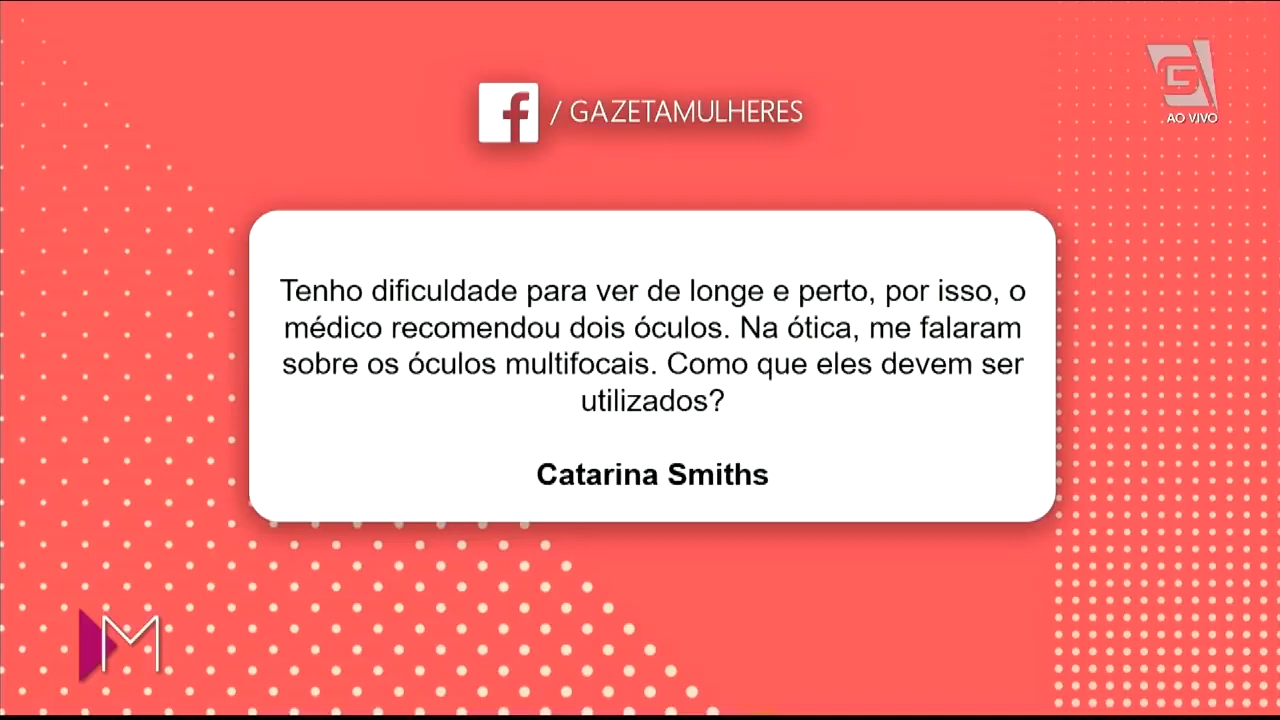 / GAZETAMULHERES
AO VIVO
Tenho dificuldade para ver de longe e perto, por isso, o
médico recomendou dois óculos. Na ótica, me falaram
sobre os óculos multifocais. Como que eles devem ser
utilizados?
Catarina Smiths
M